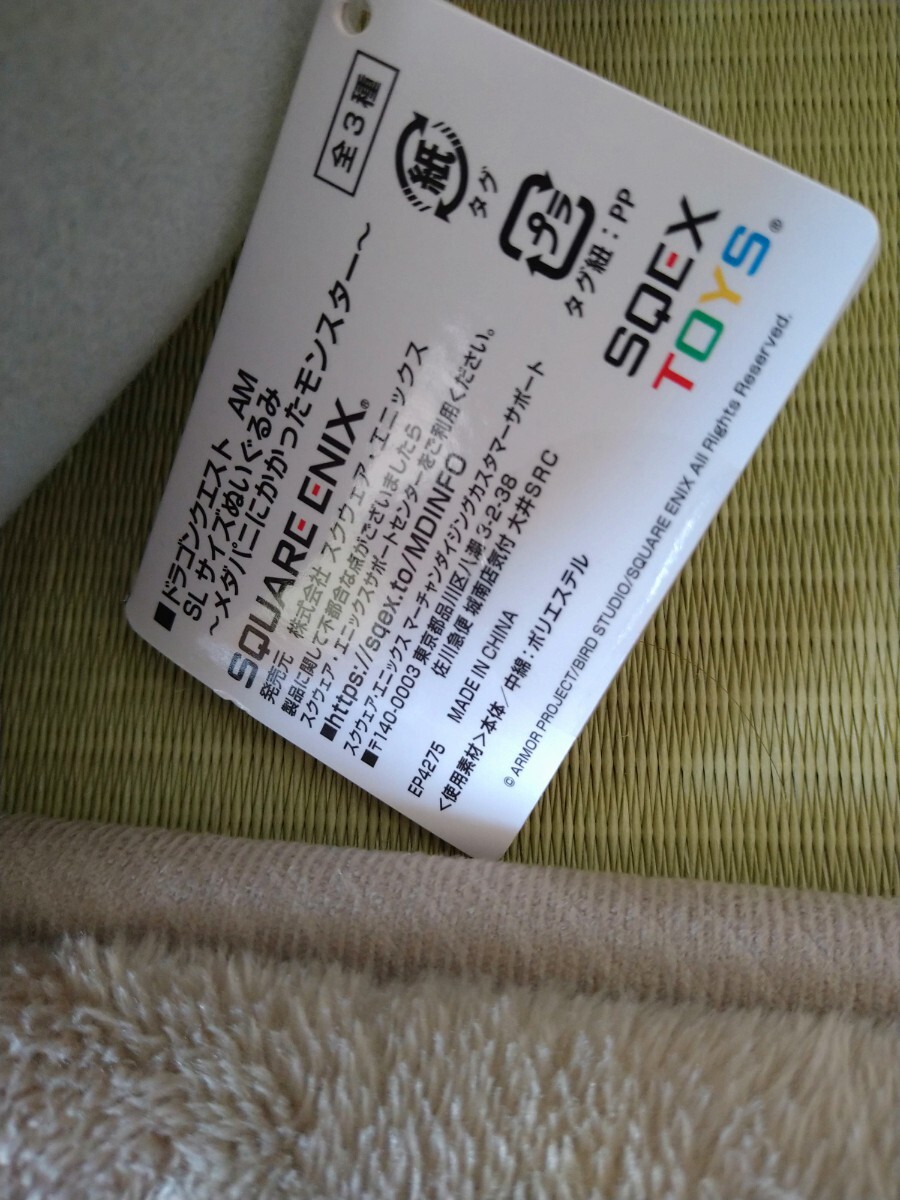 全3種
■ドラゴンクエスト AM
SLサイズぬいぐるみ
～メダパニにかかったモンスター～
SQUARE ENIX®
発売元 株式会社 スクウェア・エニックス
製品に関して不都合な点がございましたら
スクウェア・エニックスサポートセンターをご利用ください。
■https://sqex.to/MDINFO
スクウェア・エニックス マーチャンダイジングカスタマーサポート
■〒140-0003 東京都品川区八潮 3-2-38
佐川急便 城南店気付 大井SRC
EP4275 MADE IN CHINA
<使用素材>本体/中綿:ポリエステル
© ARMOR PROJECT/BIRD STUDIO/SQUARE ENIX All Rights Reserved.
紙
タグ
プラ
タグ紐:PP
SQEX
TOYS®